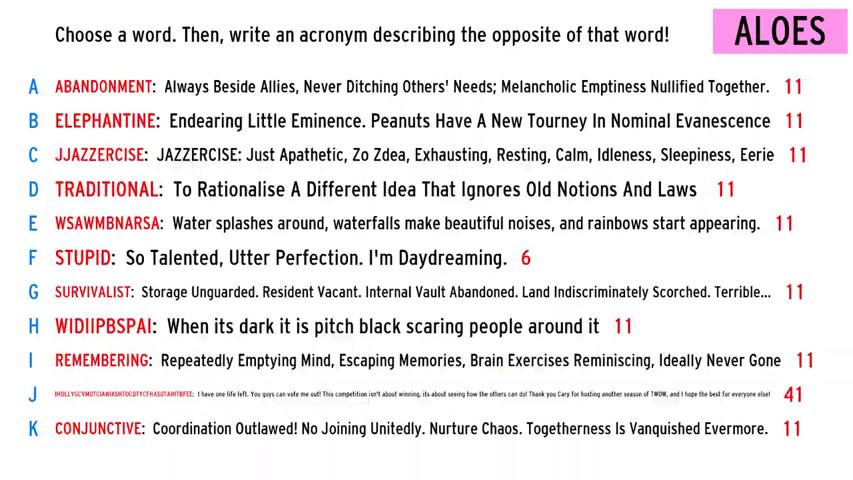 Choose a word. Then, write an acronym describing the opposite of that word!
ALOES
A ABANDONMENT: Always Beside Allies, Never Ditching Others' Needs; Melancholic Emptiness Nullified Together. 11
B ELEPHANTINE: Endearing Little Eminence. Peanuts Have A New Tourney In Nominal Evanescence 11
C JJAZZERCISE: JAZZERCISE: Just Apathetic, Zo Zdea, Exhausting, Resting, Calm, Idleness, Sleepiness, Eerie 11
D TRADITIONAL: To Rationalise A Different Idea That Ignores Old Notions And Laws 11
E WSAWMBNARSA: Water splashes around, waterfalls make beautiful noises, and rainbows start appearing. 11
F STUPID: So Talented, Utter Perfection. I'm Daydreaming. 6
G SURVIVALIST: Storage Unguarded. Resident Vacant. Internal Vault Abandoned. Land Indiscriminately Scorched. Terrible... 11
H WIDIIPBSPAI: When its dark it is pitch black scaring people around it 11
I REMEMBERING: Repeatedly Emptying Mind, Escaping Memories, Brain Exercises Reminiscing, Ideally Never Gone 11
J I have one life left. You guys can vote me out! This competition isn't about winning, its about seeing how the others can do! Thank you Cary for hosting another season of TWOW, and I hope the best for everyone else! 41
K CONJUNCTIVE: Coordination Outlawed! No Joining Unitedly. Nurture Chaos. Togetherness Is Vanquished Evermore. 11